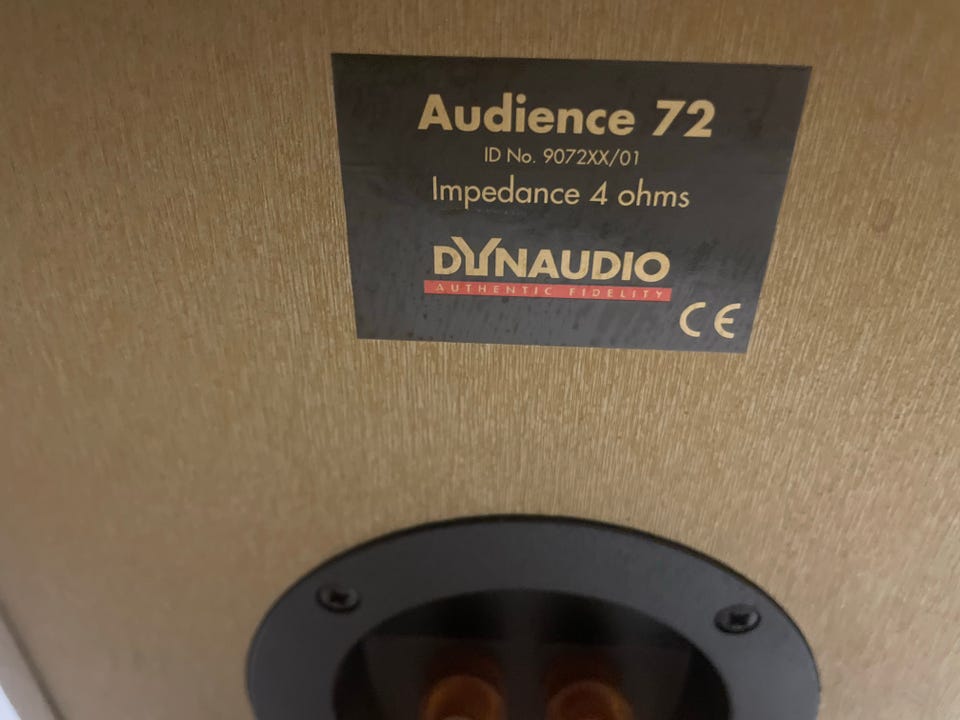 Audience 72
ID No. 9072XX/01
Impedance 4 ohms
DYNAUDIO
AUTHENTIC FIDELITY
CE